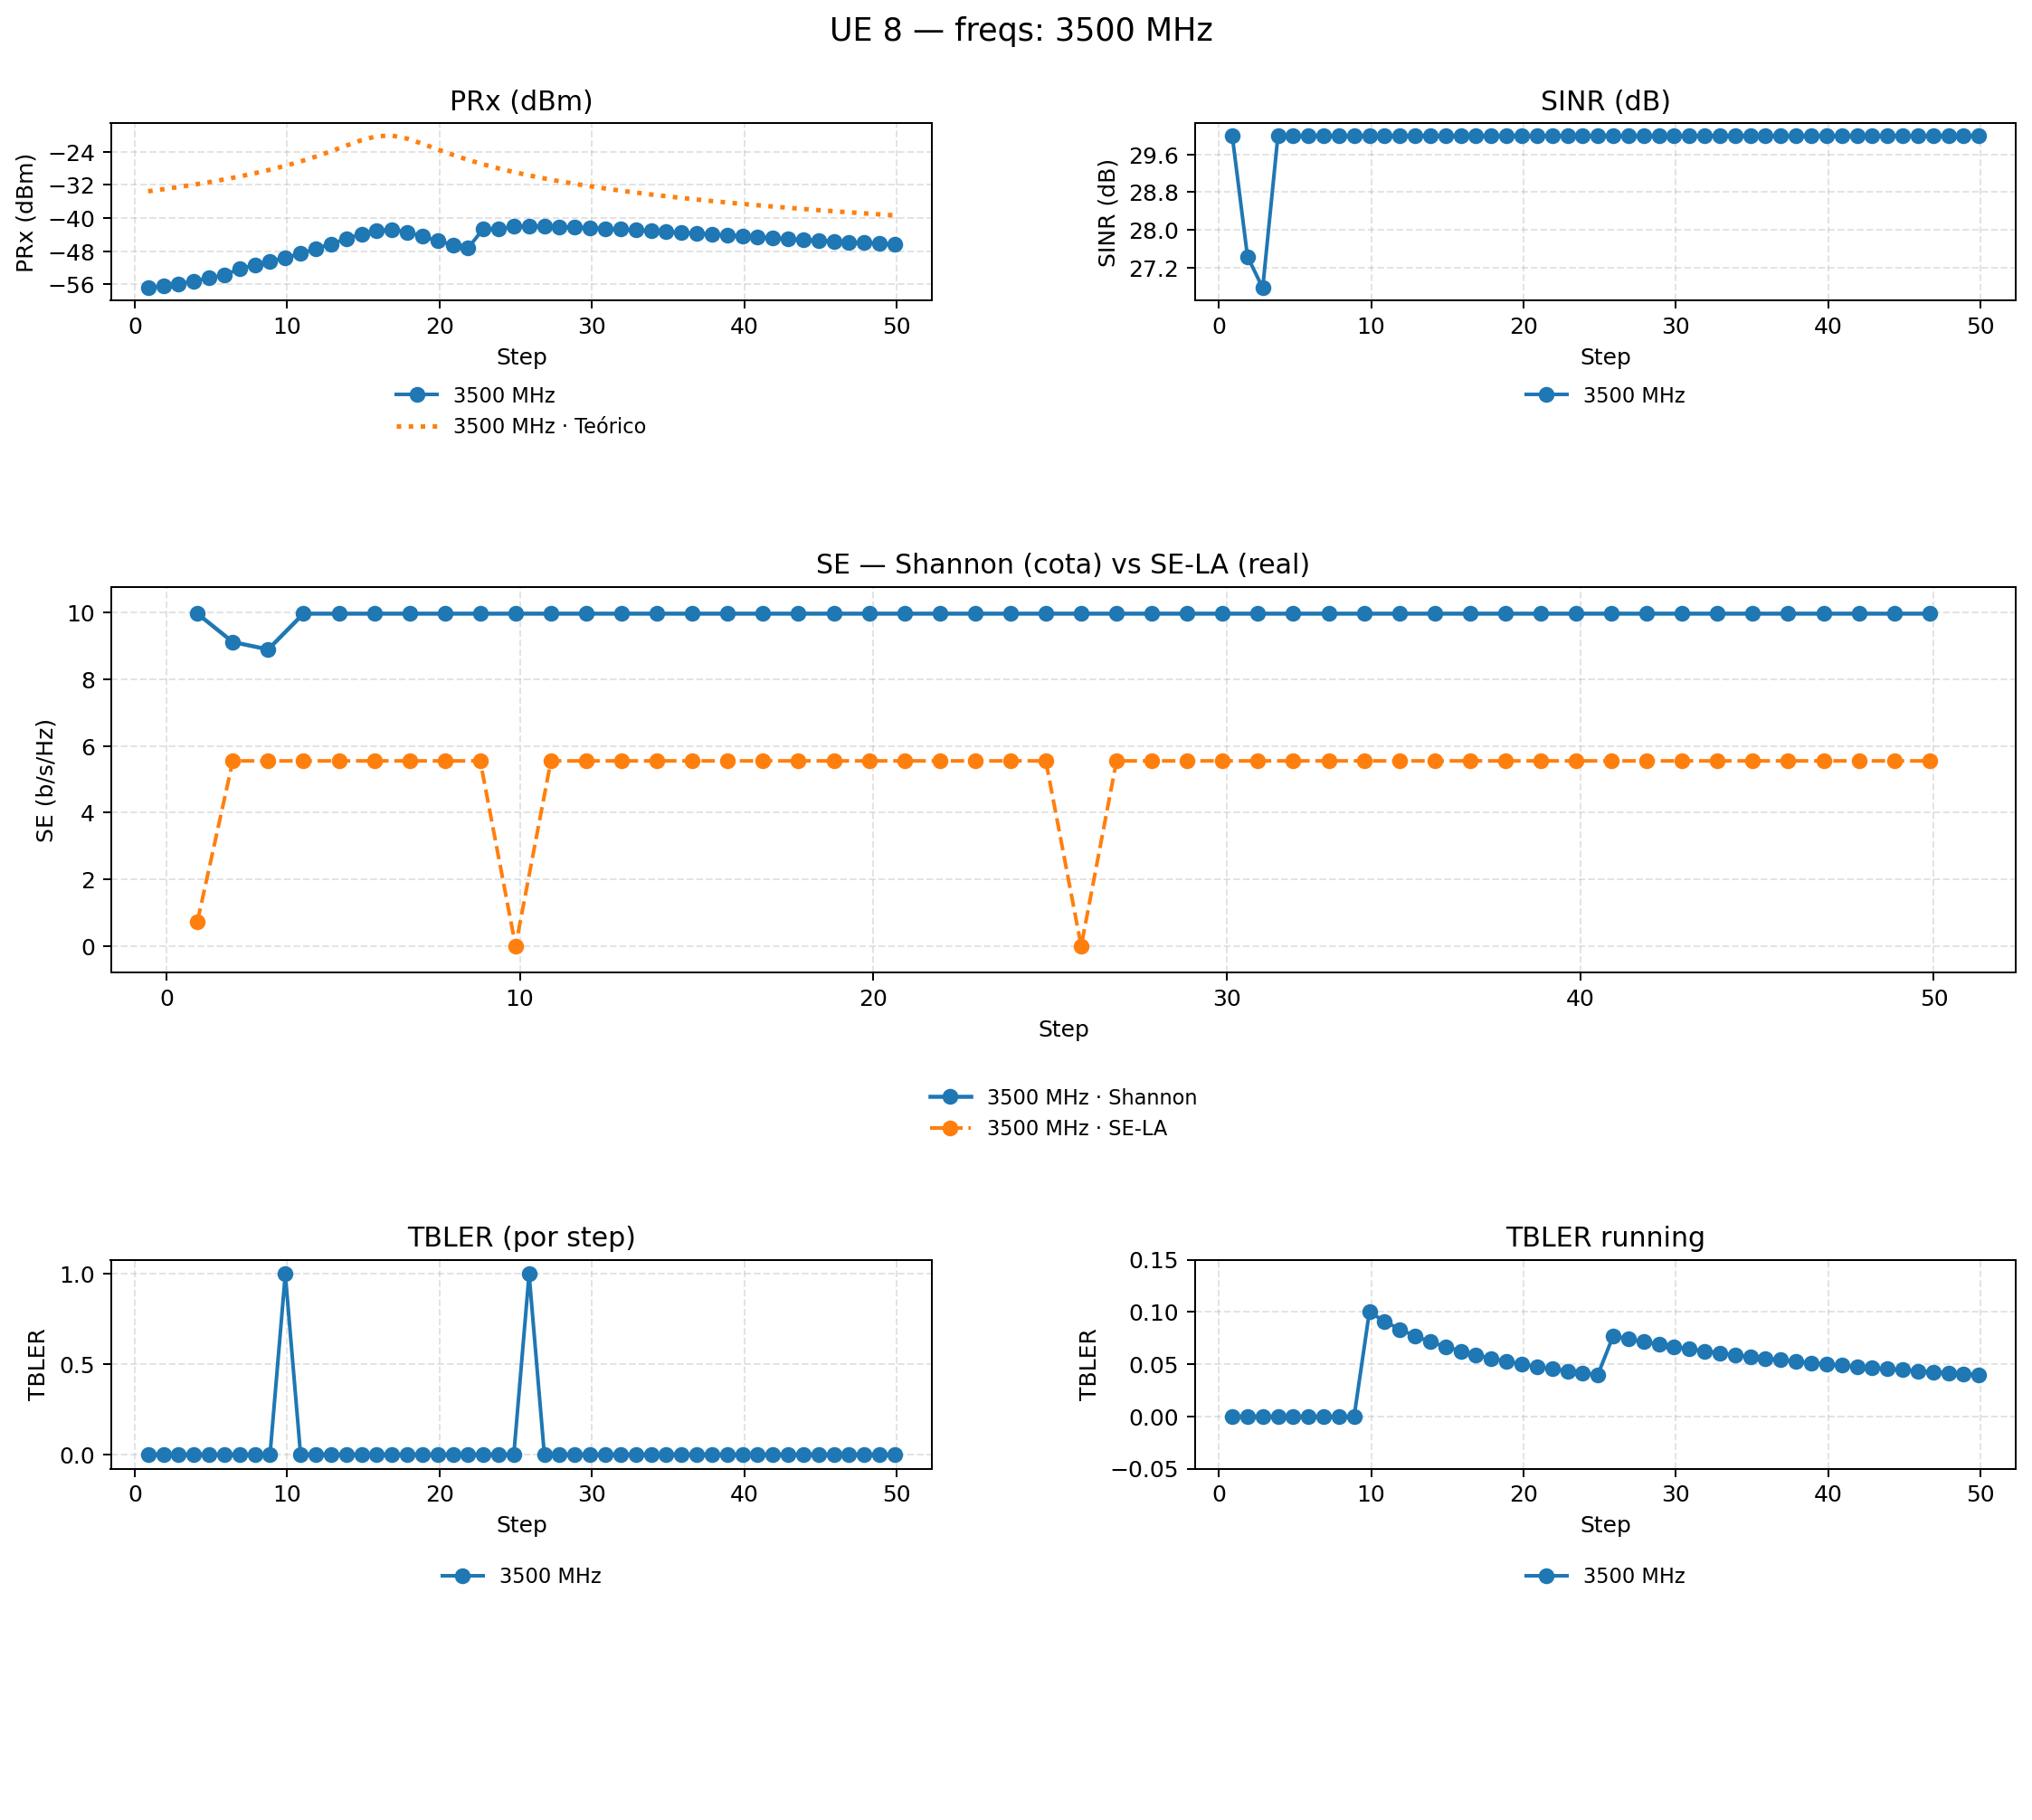 UE 8 — freqs: 3500 MHz
PRx (dBm)
PRx (dBm)
−24
−32
−40
−48
−56
0 10 20 30 40 50
Step
3500 MHz
3500 MHz · Teórico
SINR (dB)
SINR (dB)
29.6
28.8
28.0
27.2
0 10 20 30 40 50
Step
3500 MHz
SE — Shannon (cota) vs SE-LA (real)
SE (b/s/Hz)
10
8
6
4
2
0
0 10 20 30 40 50
Step
3500 MHz · Shannon
3500 MHz · SE-LA
TBLER (por step)
TBLER
1.0
0.5
0.0
0 10 20 30 40 50
Step
3500 MHz
TBLER running
TBLER
0.15
0.10
0.05
0.00
−0.05
0 10 20 30 40 50
Step
3500 MHz